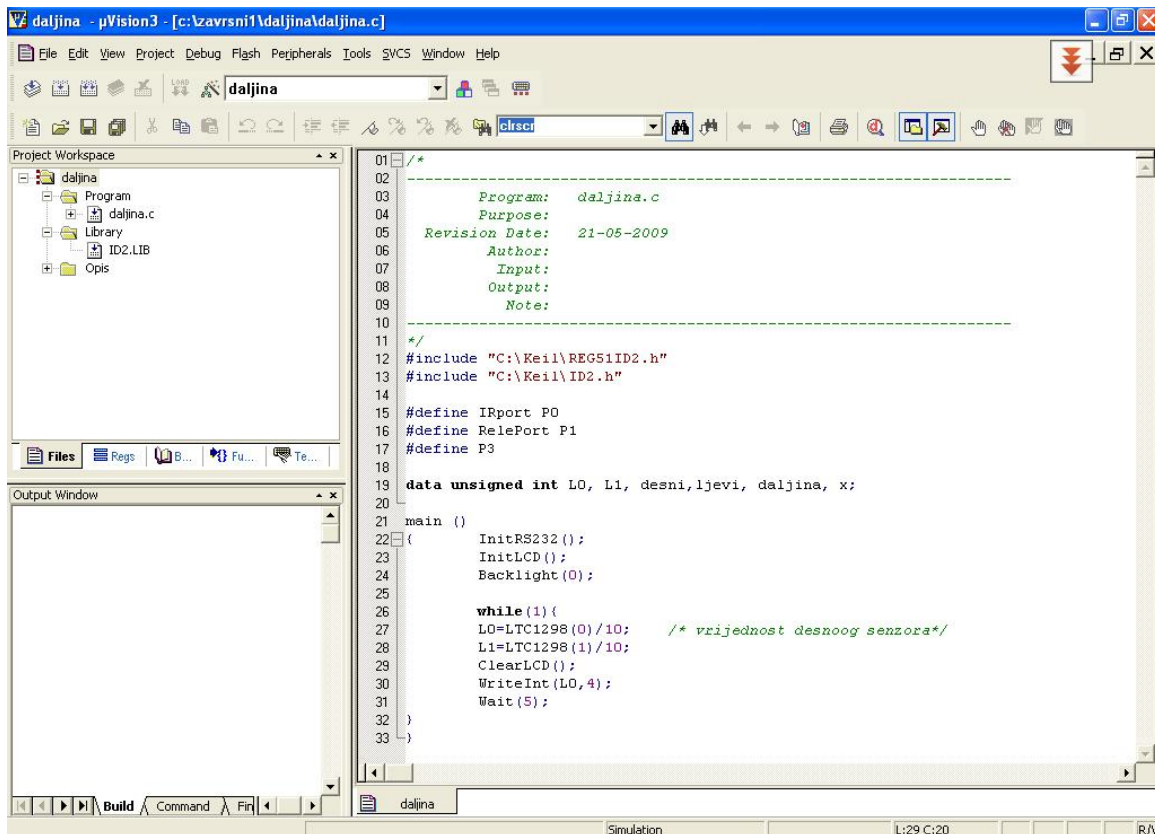 daljina - µVision3 - [c:\zavrsni1\daljina\daljina.c]
File Edit View Project Debug Flash Peripherals Tools SVCS Window Help
LOAD daljina
clrscr
Project Workspace
daljina
Program
daljina.c
Library
ID2.LIB
Opis
Files Regs B... Fu... Te...
Output Window
Build Command Fin
01 /*
02 -------------------------------------------------------------------
03 Program: daljina.c
04 Purpose:
05 Revision Date: 21-05-2009
06 Author:
07 Input:
08 Output:
09 Note:
10 -------------------------------------------------------------------
11 */
12 #include "C:\Keil\REG51ID2.h"
13 #include "C:\Keil\ID2.h"
14
15 #define IRport P0
16 #define RelePort P1
17 #define P3
18
19 data unsigned int L0, L1, desni,ljevi, daljina, x;
20
21 main ()
22 { InitRS232();
23 InitLCD();
24 Backlight(0);
25
26 while(1){
27 L0=LTC1298(0)/10; /* vrijednost desnoog senzora*/
28 L1=LTC1298(1)/10;
29 ClearLCD();
30 WriteInt(L0,4);
31 Wait(5);
32 }
33 }
daljina
Simulation L:29 C:20